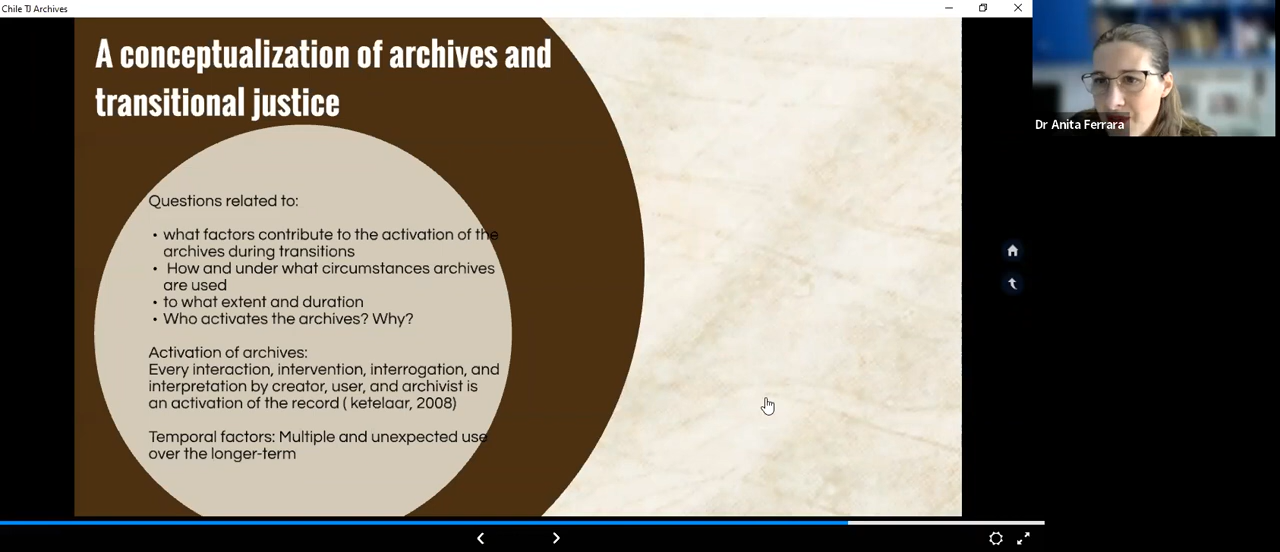 Chile TJ Archives
A conceptualization of archives and
transitional justice
Questions related to:
• what factors contribute to the activation of the
archives during transitions
• How and under what circumstances archives
are used
• to what extent and duration
• Who activates the archives? Why?
Activation of archives:
Every interaction, intervention, interrogation, and
interpretation by creator, user, and archivist is
an activation of the record ( ketelaar, 2008)
Temporal factors: Multiple and unexpected use
over the longer-term
Dr Anita Ferrara